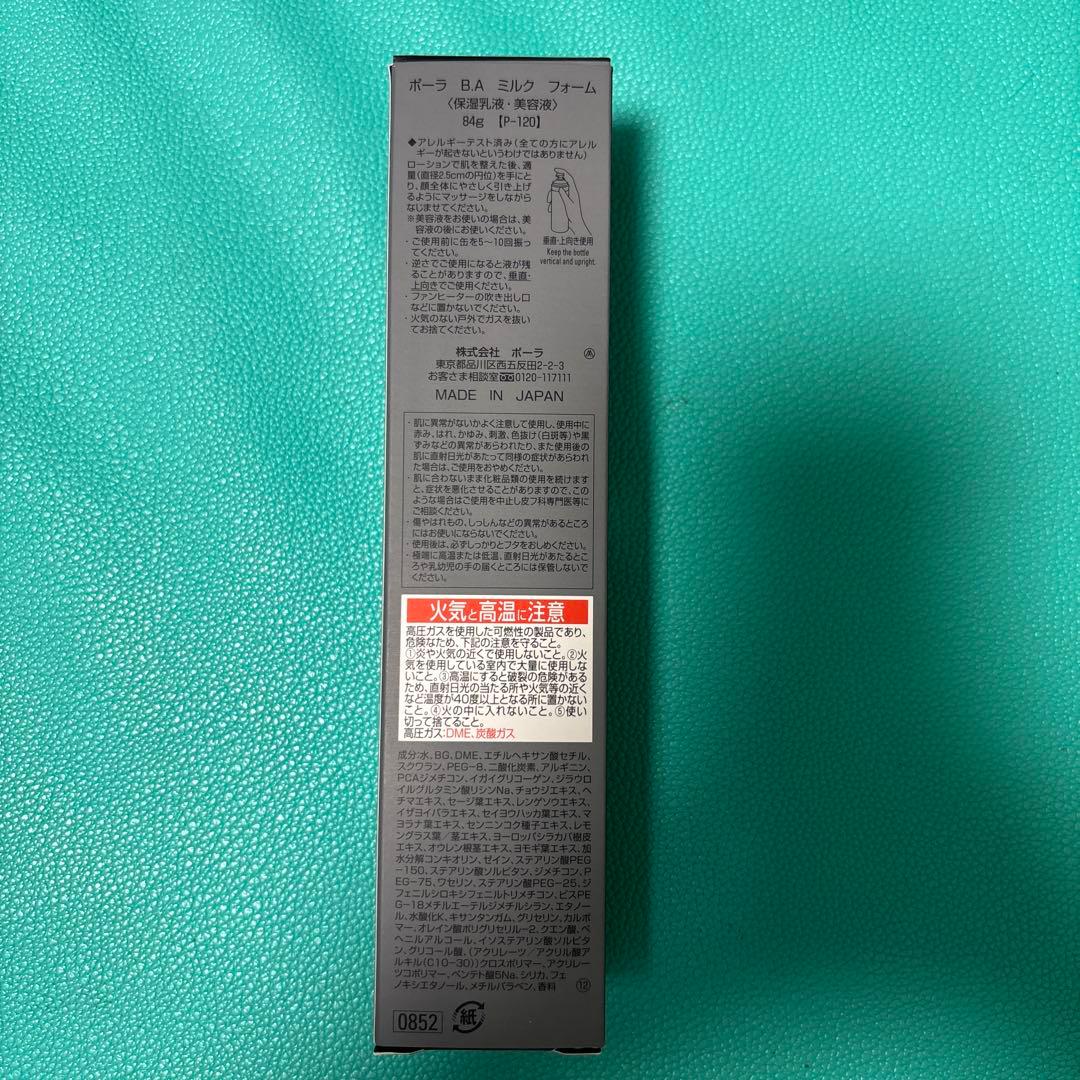 ポーラ B.A ミルク フォーム
〈保湿乳液・美容液〉
84g 【P-120】
◆アレルギーテスト済み(全ての方にアレル
ギーが起きないというわけではありません)
ローションで肌を整えた後、適
量(直径2.5cmの円位)を手にと
り、顔全体にやさしく引き上げ
るようにマッサージをしながら
なじませてください。
※美容液をお使いの場合は、美
容液の後にお使いください。
・ご使用前に缶を5〜10回振っ
てください。
・逆さでご使用になると液が残
ることがありますので、垂直・
上向きでご使用ください。
・ファンヒーターの吹き出し口
などに置かないでください。
・火気のない戸外でガスを抜い
てお捨てください。
垂直・上向き使用
Keep the bottle
vertical and upright.
株式会社 ポーラ
東京都品川区西五反田2-2-3
お客さま相談室0120-117111
MADE IN JAPAN
・肌に異常がないかよく注意して使用し、使用中に
赤み、はれ、かゆみ、刺激、色抜け(白斑等)や黒
ずみなどの異常があらわれたり、また使用後の
肌に直射日光があたって同様の症状があらわれ
た場合は、ご使用をおやめください。
・肌に合わないまま化粧品類の使用を続けます
と、症状を悪化させることがありますので、この
ような場合はご使用を中止し皮フ科専門医等に
ご相談ください。
・傷やはれもの、しっしんなどの異常があるところ
にはお使いにならないでください。
・使用後は、必ずしっかりとフタをおしめください。
・極端に高温または低温、直射日光があたるとこ
ろや乳幼児の手の届くところには保管しないで
ください。
火気と高温に注意
高圧ガスを使用した可燃性の製品であり、
危険なため、下記の注意を守ること。
①炎や火気の近くで使用しないこと。②火
気を使用している室内で大量に使用しな
いこと。③高温にすると破裂の危険がある
ため、直射日光の当たる所や火気等の近く
など温度が40度以上となる所に置かない
こと。④火の中に入れないこと。⑤使い
切って捨てること。
高圧ガス:DME、炭酸ガス
成分:水、BG、DME、エチルヘキサン酸セチル、
スクワラン、PEG-8、二酸化炭素、アルギニン、
PCAジメチコン、イガイグリコーゲン、ジラウロ
イルグルタミン酸リシンNa、チョウジエキス、ヘ
チマエキス、セージ葉エキス、レンゲソウエキス、
イザヨイバラエキス、セイヨウハッカ葉エキス、マ
ヨラナ葉エキス、センニンコク種子エキス、レモ
ングラス葉/茎エキス、ヨーロッパシラカバ樹皮
エキス、オウレン根茎エキス、ヨモギ葉エキス、加
水分解コンキオリン、ゼイン、ステアリン酸PEG
-150、ステアリン酸ソルビタン、ジメチコン、P
EG-75、ワセリン、ステアリン酸PEG-25、ジ
フェニルシロキシフェニルトリメチコン、ビスPE
G-18メチルエーテルジメチルシラン、エタノー
ル、水酸化K、キサンタンガム、グリセリン、カルボ
マー、オレイン酸ポリグリセリル-2、クエン酸、ベ
ヘニルアルコール、イソステアリン酸ソルビタ
ン、グリコール酸、(アクリレーツ/アクリル酸ア
ルキル(C10-30))クロスポリマー、アクリレー
ツコポリマー、ペンテト酸5Na、シリカ、フェ
ノキシエタノール、メチルパラベン、香料 ⑫
0852 紙